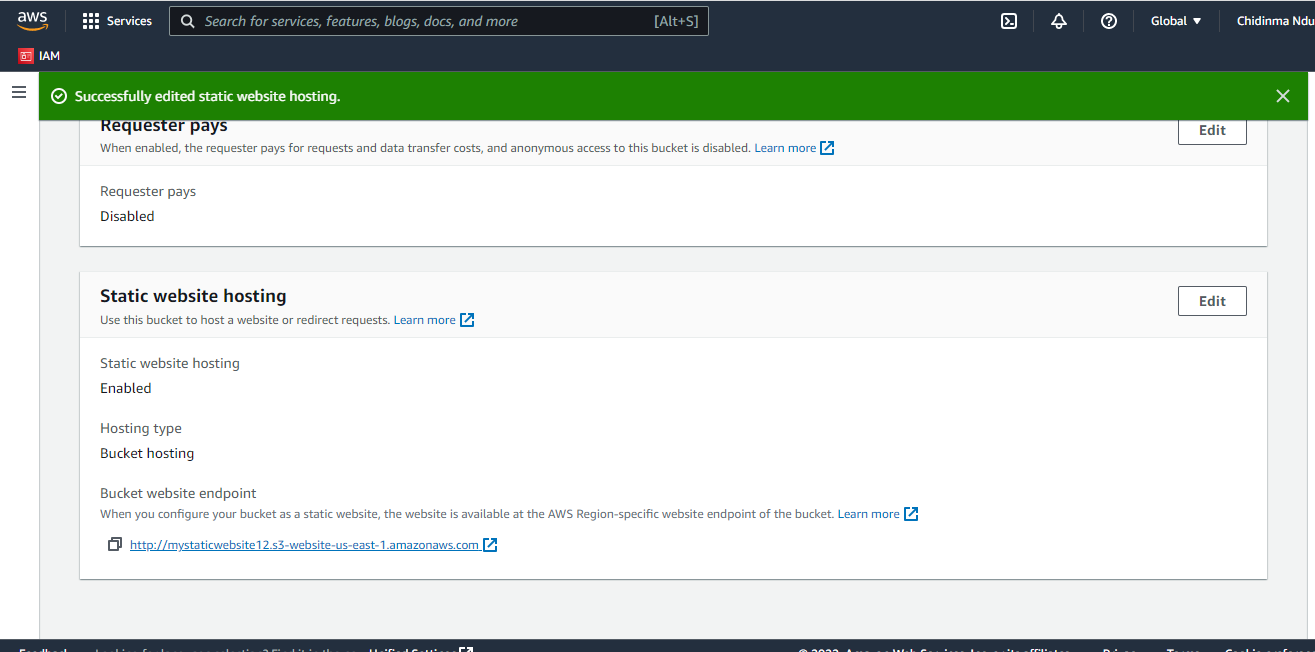 aws
Services
Search for services, features, blogs, docs, and more
[Alt+S]
Global
Chidinma Ndu
IAM
Successfully edited static website hosting.
Requester pays
Edit
When enabled, the requester pays for requests and data transfer costs, and anonymous access to this bucket is disabled. Learn more
Requester pays
Disabled
Static website hosting
Edit
Use this bucket to host a website or redirect requests. Learn more
Static website hosting
Enabled
Hosting type
Bucket hosting
Bucket website endpoint
When you configure your bucket as a static website, the website is available at the AWS Region-specific website endpoint of the bucket. Learn more
http://mystaticwebsite12.s3-website-us-east-1.amazonaws.com
Feedback
Unified Settings